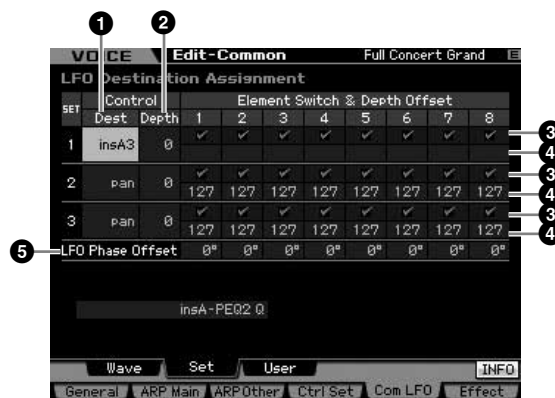 1 2
VOICE Edit-Common Full Concert Grand E
LFO Destination Assignment
SET Control Element Switch & Depth Offset
Dest Depth 1 2 3 4 5 6 7 8
1 insA3 0 ✓ ✓ ✓ ✓ ✓ ✓ ✓ ✓ 3
4
2 pan 0 ✓ ✓ ✓ ✓ ✓ ✓ ✓ ✓ 3
127 127 127 127 127 127 127 127 4
3 pan 0 ✓ ✓ ✓ ✓ ✓ ✓ ✓ ✓ 3
127 127 127 127 127 127 127 127 4
5 LFO Phase Offset 0° 0° 0° 0° 0° 0° 0° 0°
insA-PEQ2 Q
Wave Set User INFO
General ARP Main ARP Other Ctrl Set Com LFO Effect